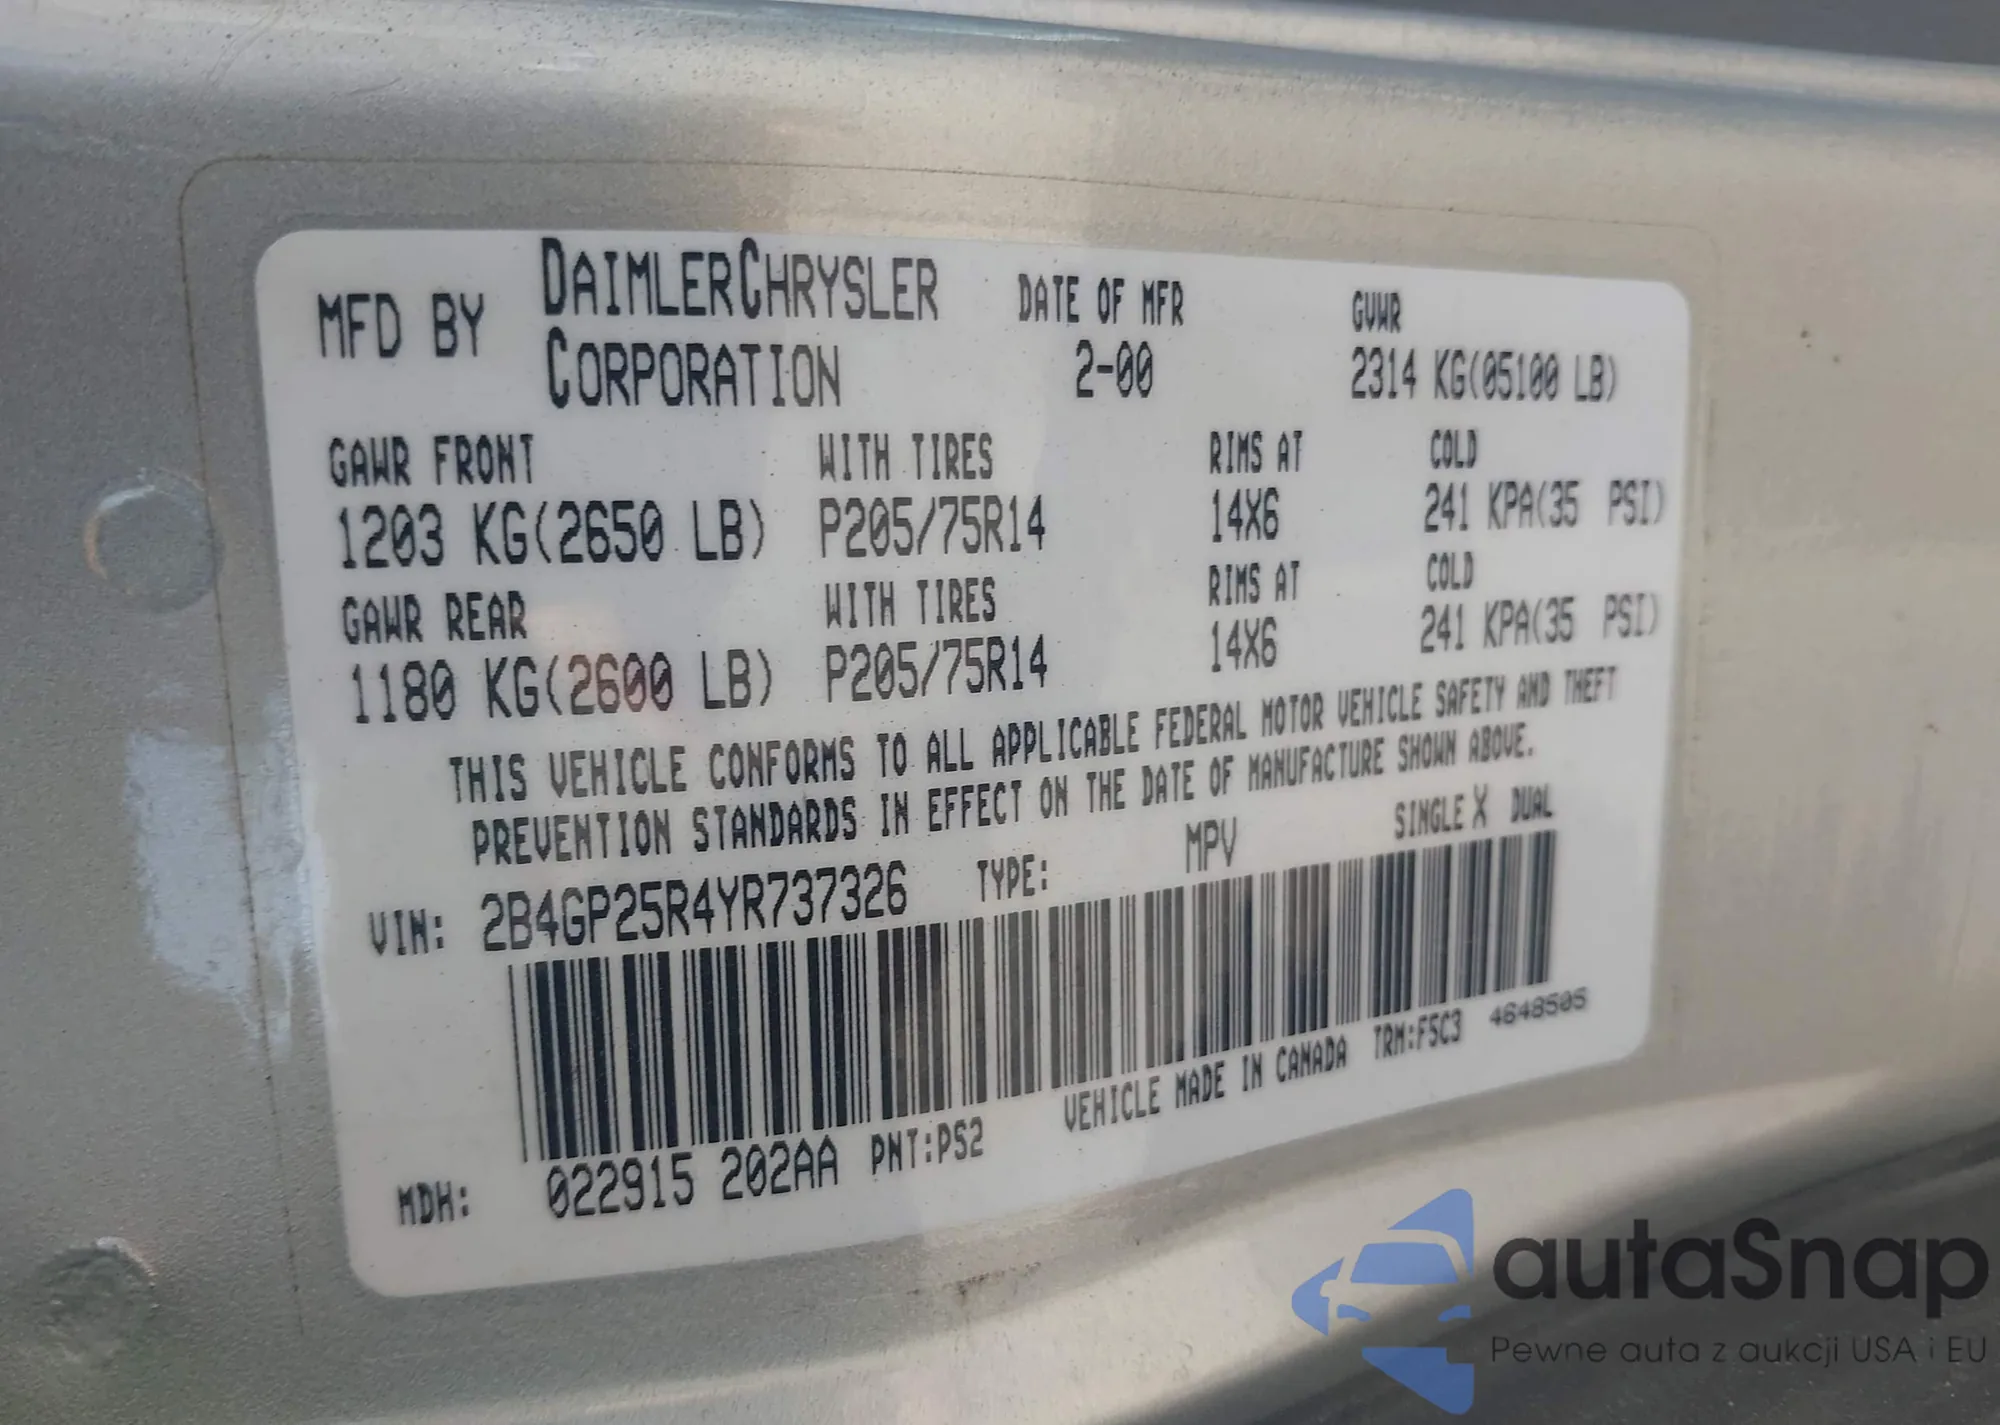 MFD BY DAIMLERCHRYSLER CORPORATION DATE OF MFR 2-00 GVWR 2314 KG(05100 LB)
GAWR FRONT WITH TIRES RIMS AT COLD
1203 KG(2650 LB) P205/75R14 14X6 241 KPA(35 PSI)
GAWR REAR WITH TIRES RIMS AT COLD
1180 KG(2600 LB) P205/75R14 14X6 241 KPA(35 PSI)
THIS VEHICLE CONFORMS TO ALL APPLICABLE FEDERAL MOTOR VEHICLE SAFETY AND THEFT
PREVENTION STANDARDS IN EFFECT ON THE DATE OF MANUFACTURE SHOWN ABOVE.
VIN: 2B4GP25R4YR737326 TYPE: MPV SINGLE X DUAL
MDH: 022915 202AA PNT:PS2 VEHICLE MADE IN CANADA TRM:F5C3 4648505
autaSnap
Pewne auta z aukcji USA i EU